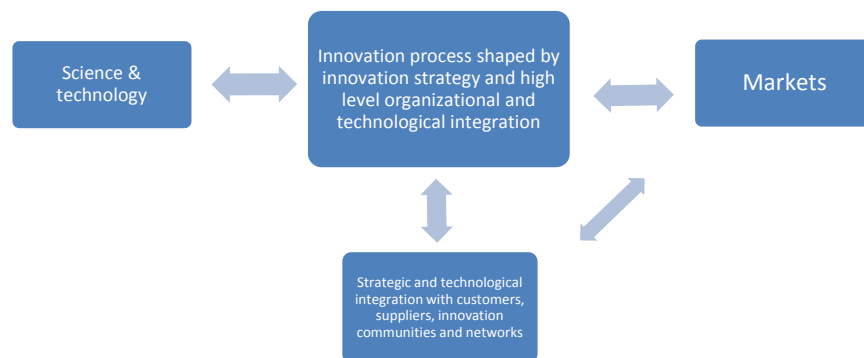 Science &
technology
Innovation process shaped by
innovation strategy and high
level organizational and
technological integration
Markets
Strategic and technological
integration with customers,
suppliers, innovation
communities and networks